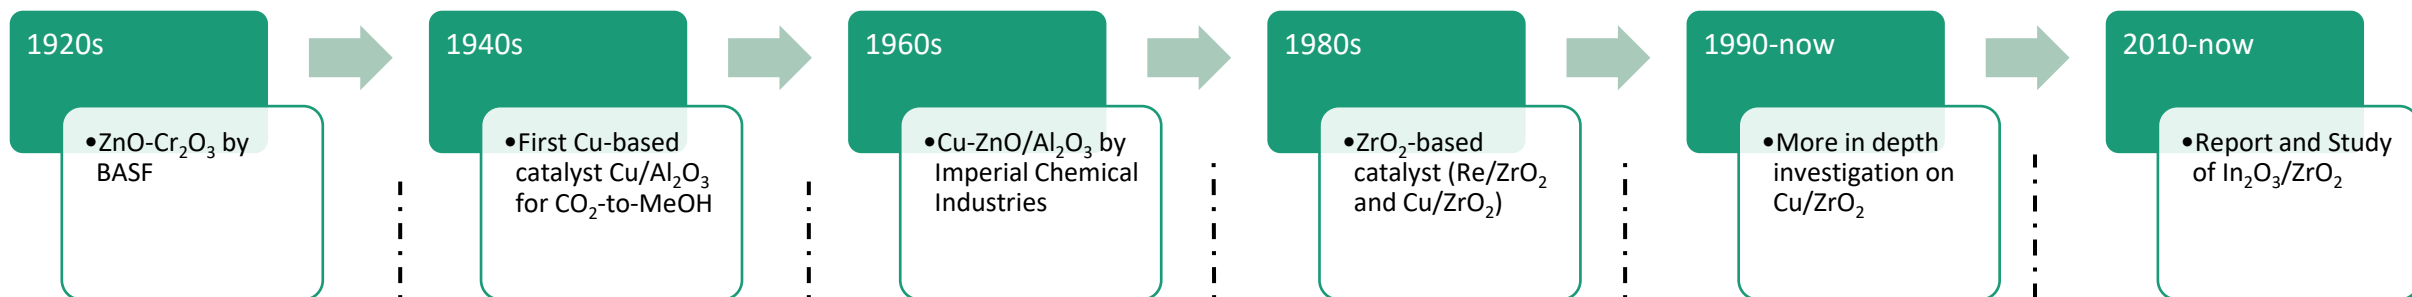 1920s
•ZnO-Cr₂O₃ by
BASF
1940s
•First Cu-based
catalyst Cu/Al₂O₃
for CO₂-to-MeOH
1960s
•Cu-ZnO/Al₂O₃ by
Imperial Chemical
Industries
1980s
•ZrO₂-based
catalyst (Re/ZrO₂
and Cu/ZrO₂)
1990-now
•More in depth
investigation on
Cu/ZrO₂
2010-now
•Report and Study
of In₂O₃/ZrO₂